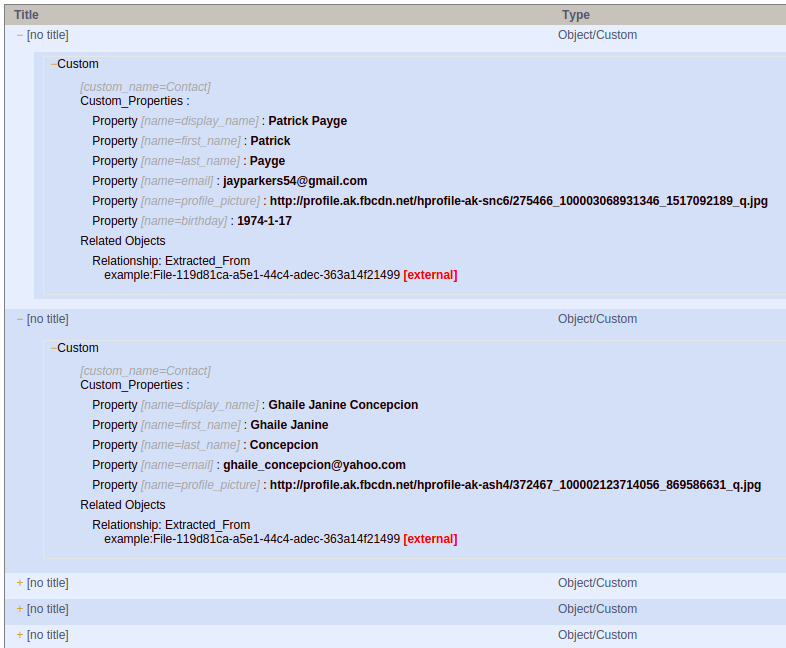 Title Type
− [no title] Object/Custom
−Custom
[custom_name=Contact]
Custom_Properties :
Property [name=display_name] : Patrick Payge
Property [name=first_name] : Patrick
Property [name=last_name] : Payge
Property [name=email] : jayparkers54@gmail.com
Property [name=profile_picture] : http://profile.ak.fbcdn.net/hprofile-ak-snc6/275466_100003068931346_1517092189_q.jpg
Property [name=birthday] : 1974-1-17
Related Objects
Relationship: Extracted_From
example:File-119d81ca-a5e1-44c4-adec-363a14f21499 [external]
− [no title] Object/Custom
−Custom
[custom_name=Contact]
Custom_Properties :
Property [name=display_name] : Ghaile Janine Concepcion
Property [name=first_name] : Ghaile Janine
Property [name=last_name] : Concepcion
Property [name=email] : ghaile_concepcion@yahoo.com
Property [name=profile_picture] : http://profile.ak.fbcdn.net/hprofile-ak-ash4/372467_100002123714056_869586631_q.jpg
Related Objects
Relationship: Extracted_From
example:File-119d81ca-a5e1-44c4-adec-363a14f21499 [external]
+ [no title] Object/Custom
+ [no title] Object/Custom
+ [no title] Object/Custom